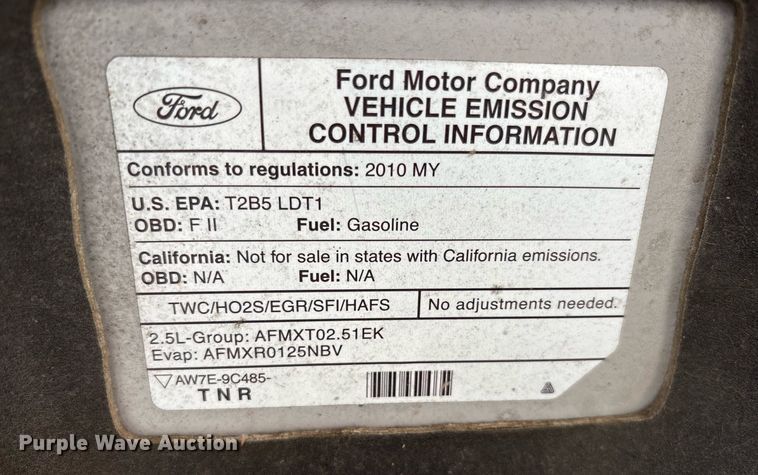 Ford
Ford Motor Company
VEHICLE EMISSION
CONTROL INFORMATION
Conforms to regulations: 2010 MY
U.S. EPA: T2B5 LDT1
OBD: F II Fuel: Gasoline
California: Not for sale in states with California emissions.
OBD: N/A Fuel: N/A
TWC/HO2S/EGR/SFI/HAFS No adjustments needed.
2.5L-Group: AFMXT02.51EK
Evap: AFMXR0125NBV
AW7E-9C485-
T N R
Purple Wave Auction